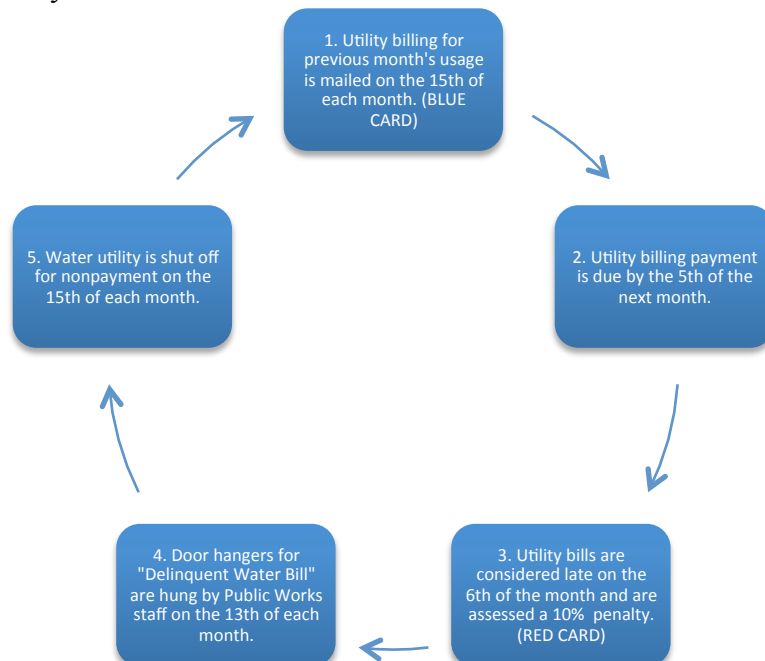 1. Utility billing for
previous month's usage
is mailed on the 15th of
each month. (BLUE
CARD)
2. Utility billing payment
is due by the 5th of the
next month.
3. Utility bills are
considered late on the
6th of the month and are
assessed a 10% penalty.
(RED CARD)
4. Door hangers for
"Delinquent Water Bill"
are hung by Public Works
staff on the 13th of each
month.
5. Water utility is shut off
for nonpayment on the
15th of each month.